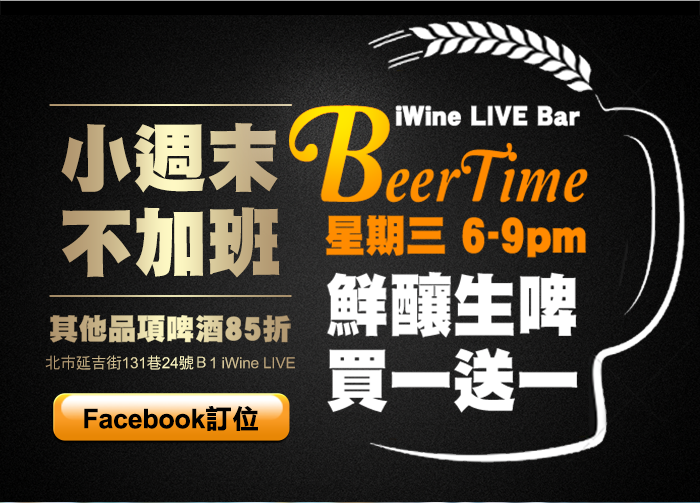 小週末
不加班
其他品項啤酒85折
北市延吉街131巷24號B1 iWine LIVE
Facebook訂位
iWine LIVE Bar
BeerTime
星期三 6-9pm
鮮釀生啤
買一送一